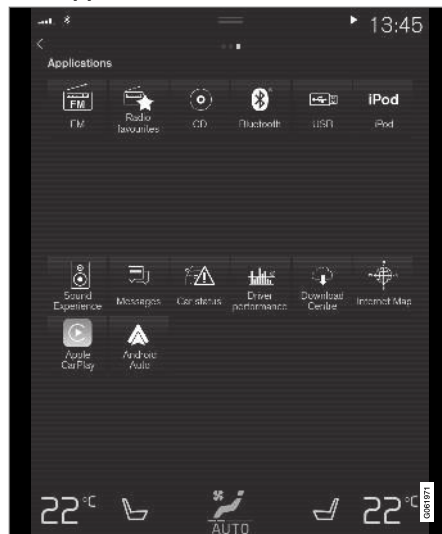 13:45
Applications
FM
FM
Radio
favourites
CD
Bluetooth
USB
iPod
iPod
Sound
Experience
Messages
Car status
Driver
performance
Download
Centre
Internet Map
Apple
CarPlay
Android
Auto
22°C
AUTO
22°C
G061971